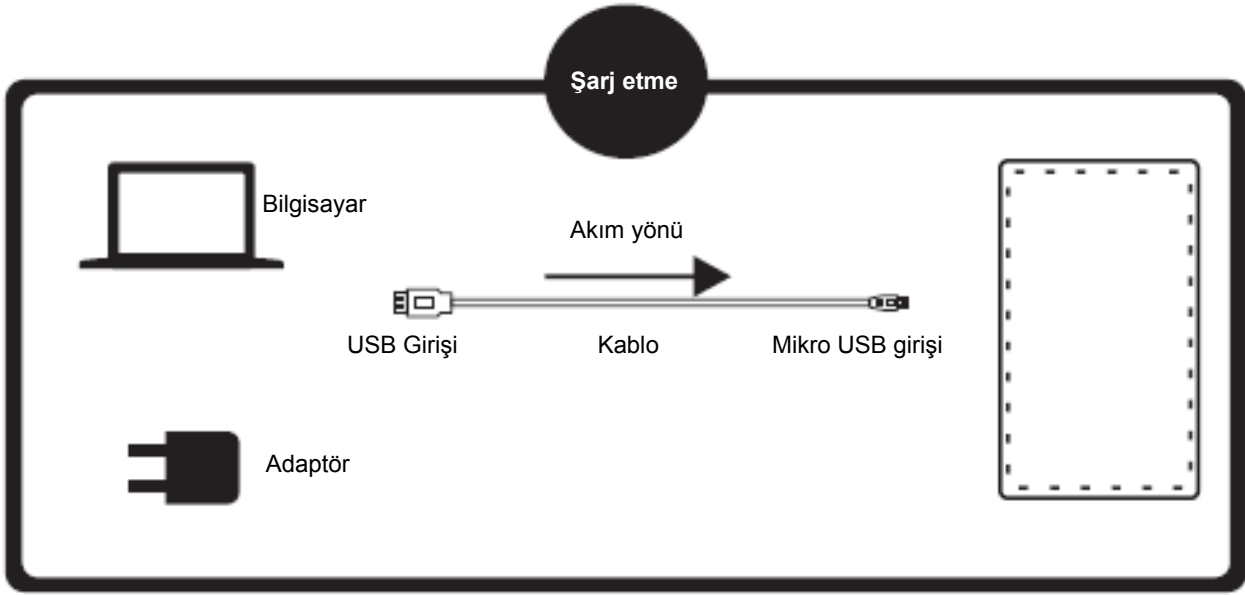 Şarj etme
Bilgisayar
Akım yönü
USB Girişi
Kablo
Mikro USB girişi
Adaptör